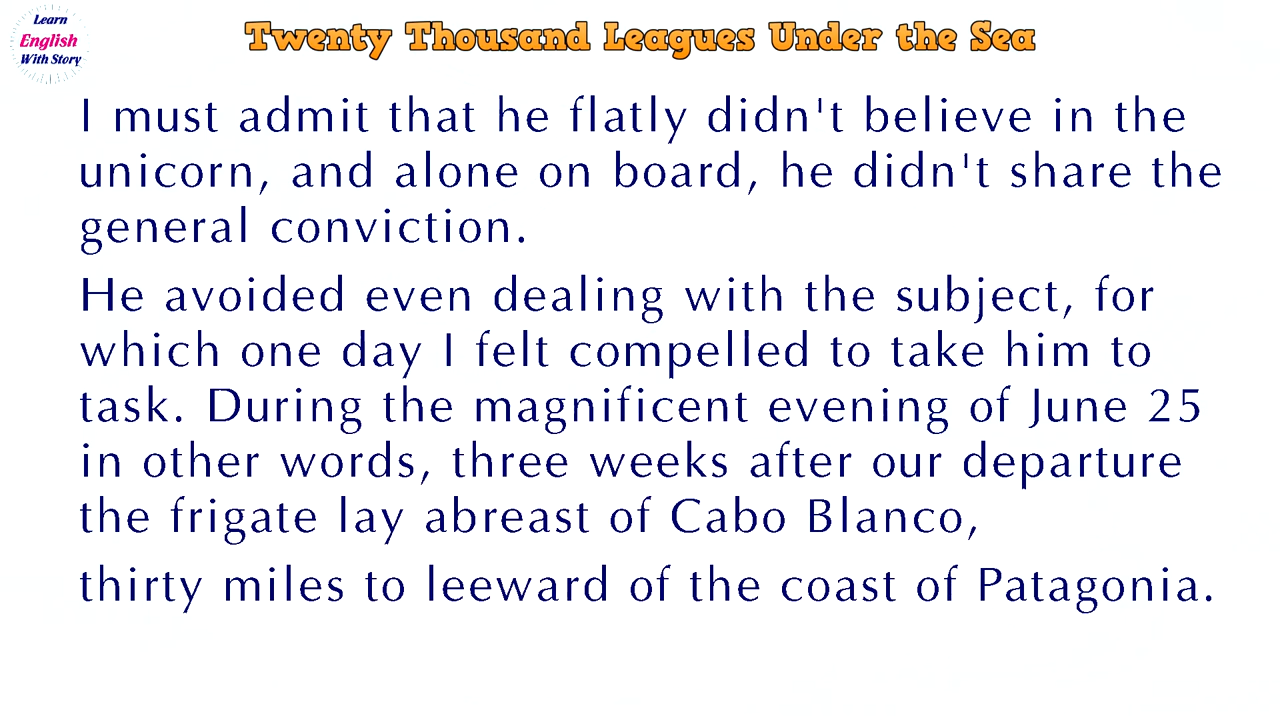 Learn
English
With Story
Twenty Thousand Leagues Under the Sea
I must admit that he flatly didn't believe in the
unicorn, and alone on board, he didn't share the
general conviction.
He avoided even dealing with the subject, for
which one day I felt compelled to take him to
task. During the magnificent evening of June 25
in other words, three weeks after our departure
the frigate lay abreast of Cabo Blanco,
thirty miles to leeward of the coast of Patagonia.